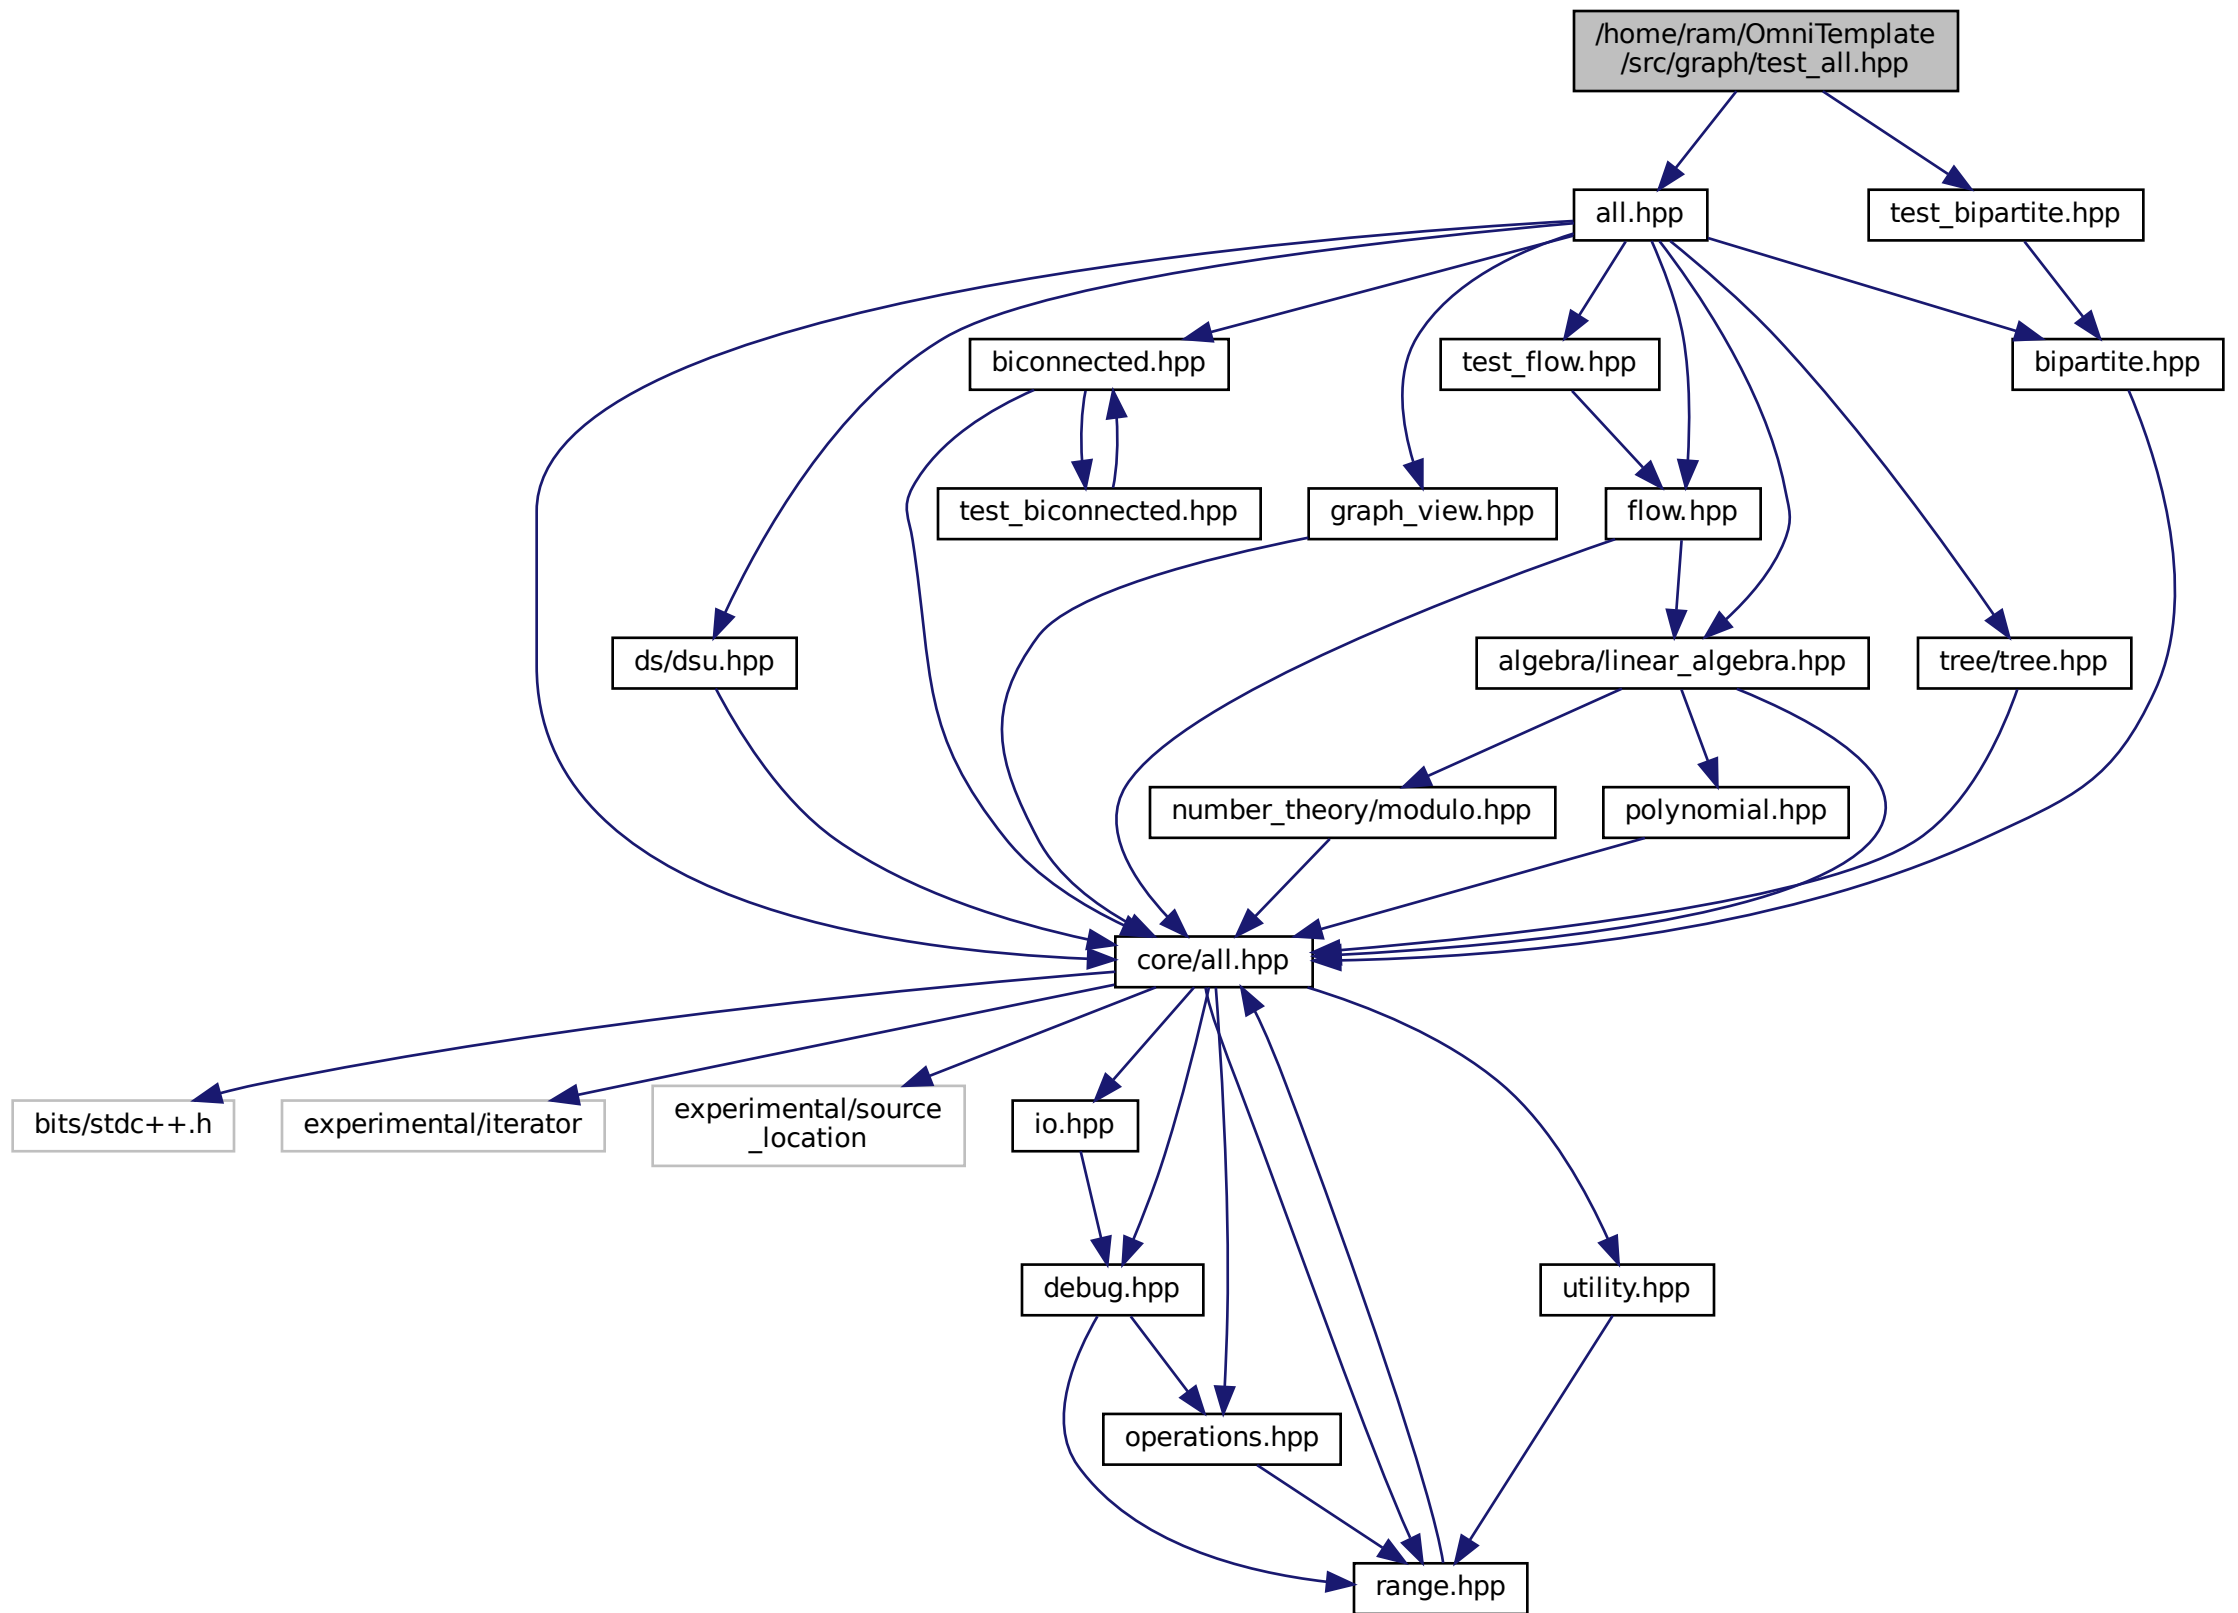 /home/ram/OmniTemplate
/src/graph/test_all.hpp
all.hpp
test_bipartite.hpp
biconnected.hpp
test_flow.hpp
bipartite.hpp
test_biconnected.hpp
graph_view.hpp
flow.hpp
ds/dsu.hpp
algebra/linear_algebra.hpp
tree/tree.hpp
number_theory/modulo.hpp
polynomial.hpp
core/all.hpp
bits/stdc++.h
experimental/iterator
experimental/source
_location
io.hpp
debug.hpp
utility.hpp
operations.hpp
range.hpp